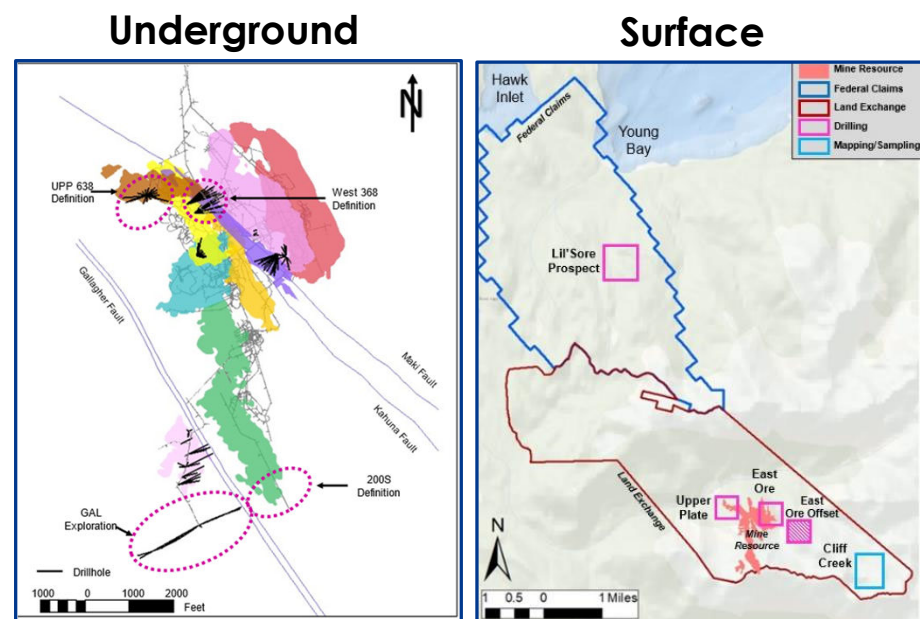 Underground
Surface
N
UPP 638
Definition
West 368
Definition
Gallagher Fault
Maki Fault
Kahuna Fault
200S
Definition
GAL
Exploration
Drillhole
1000 0 1000 2000
Feet
Hawk
Inlet
Federal Claims
Young
Bay
Mine Resource
Federal Claims
Land Exchange
Drilling
Mapping/Sampling
Lil'Sore
Prospect
Land Exchange
Upper
Plate
East
Ore
East
Ore Offset
Mine
Resource
Cliff
Creek
N
1 0.5 0 1 Miles